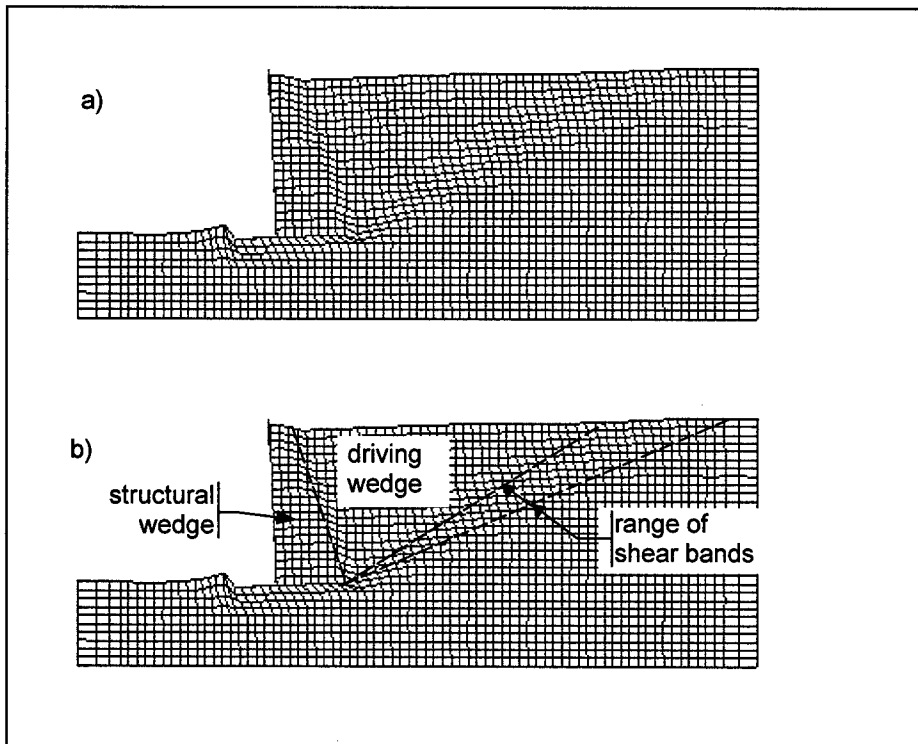 a)
b)
driving
wedge
structural
wedge
range of
shear bands